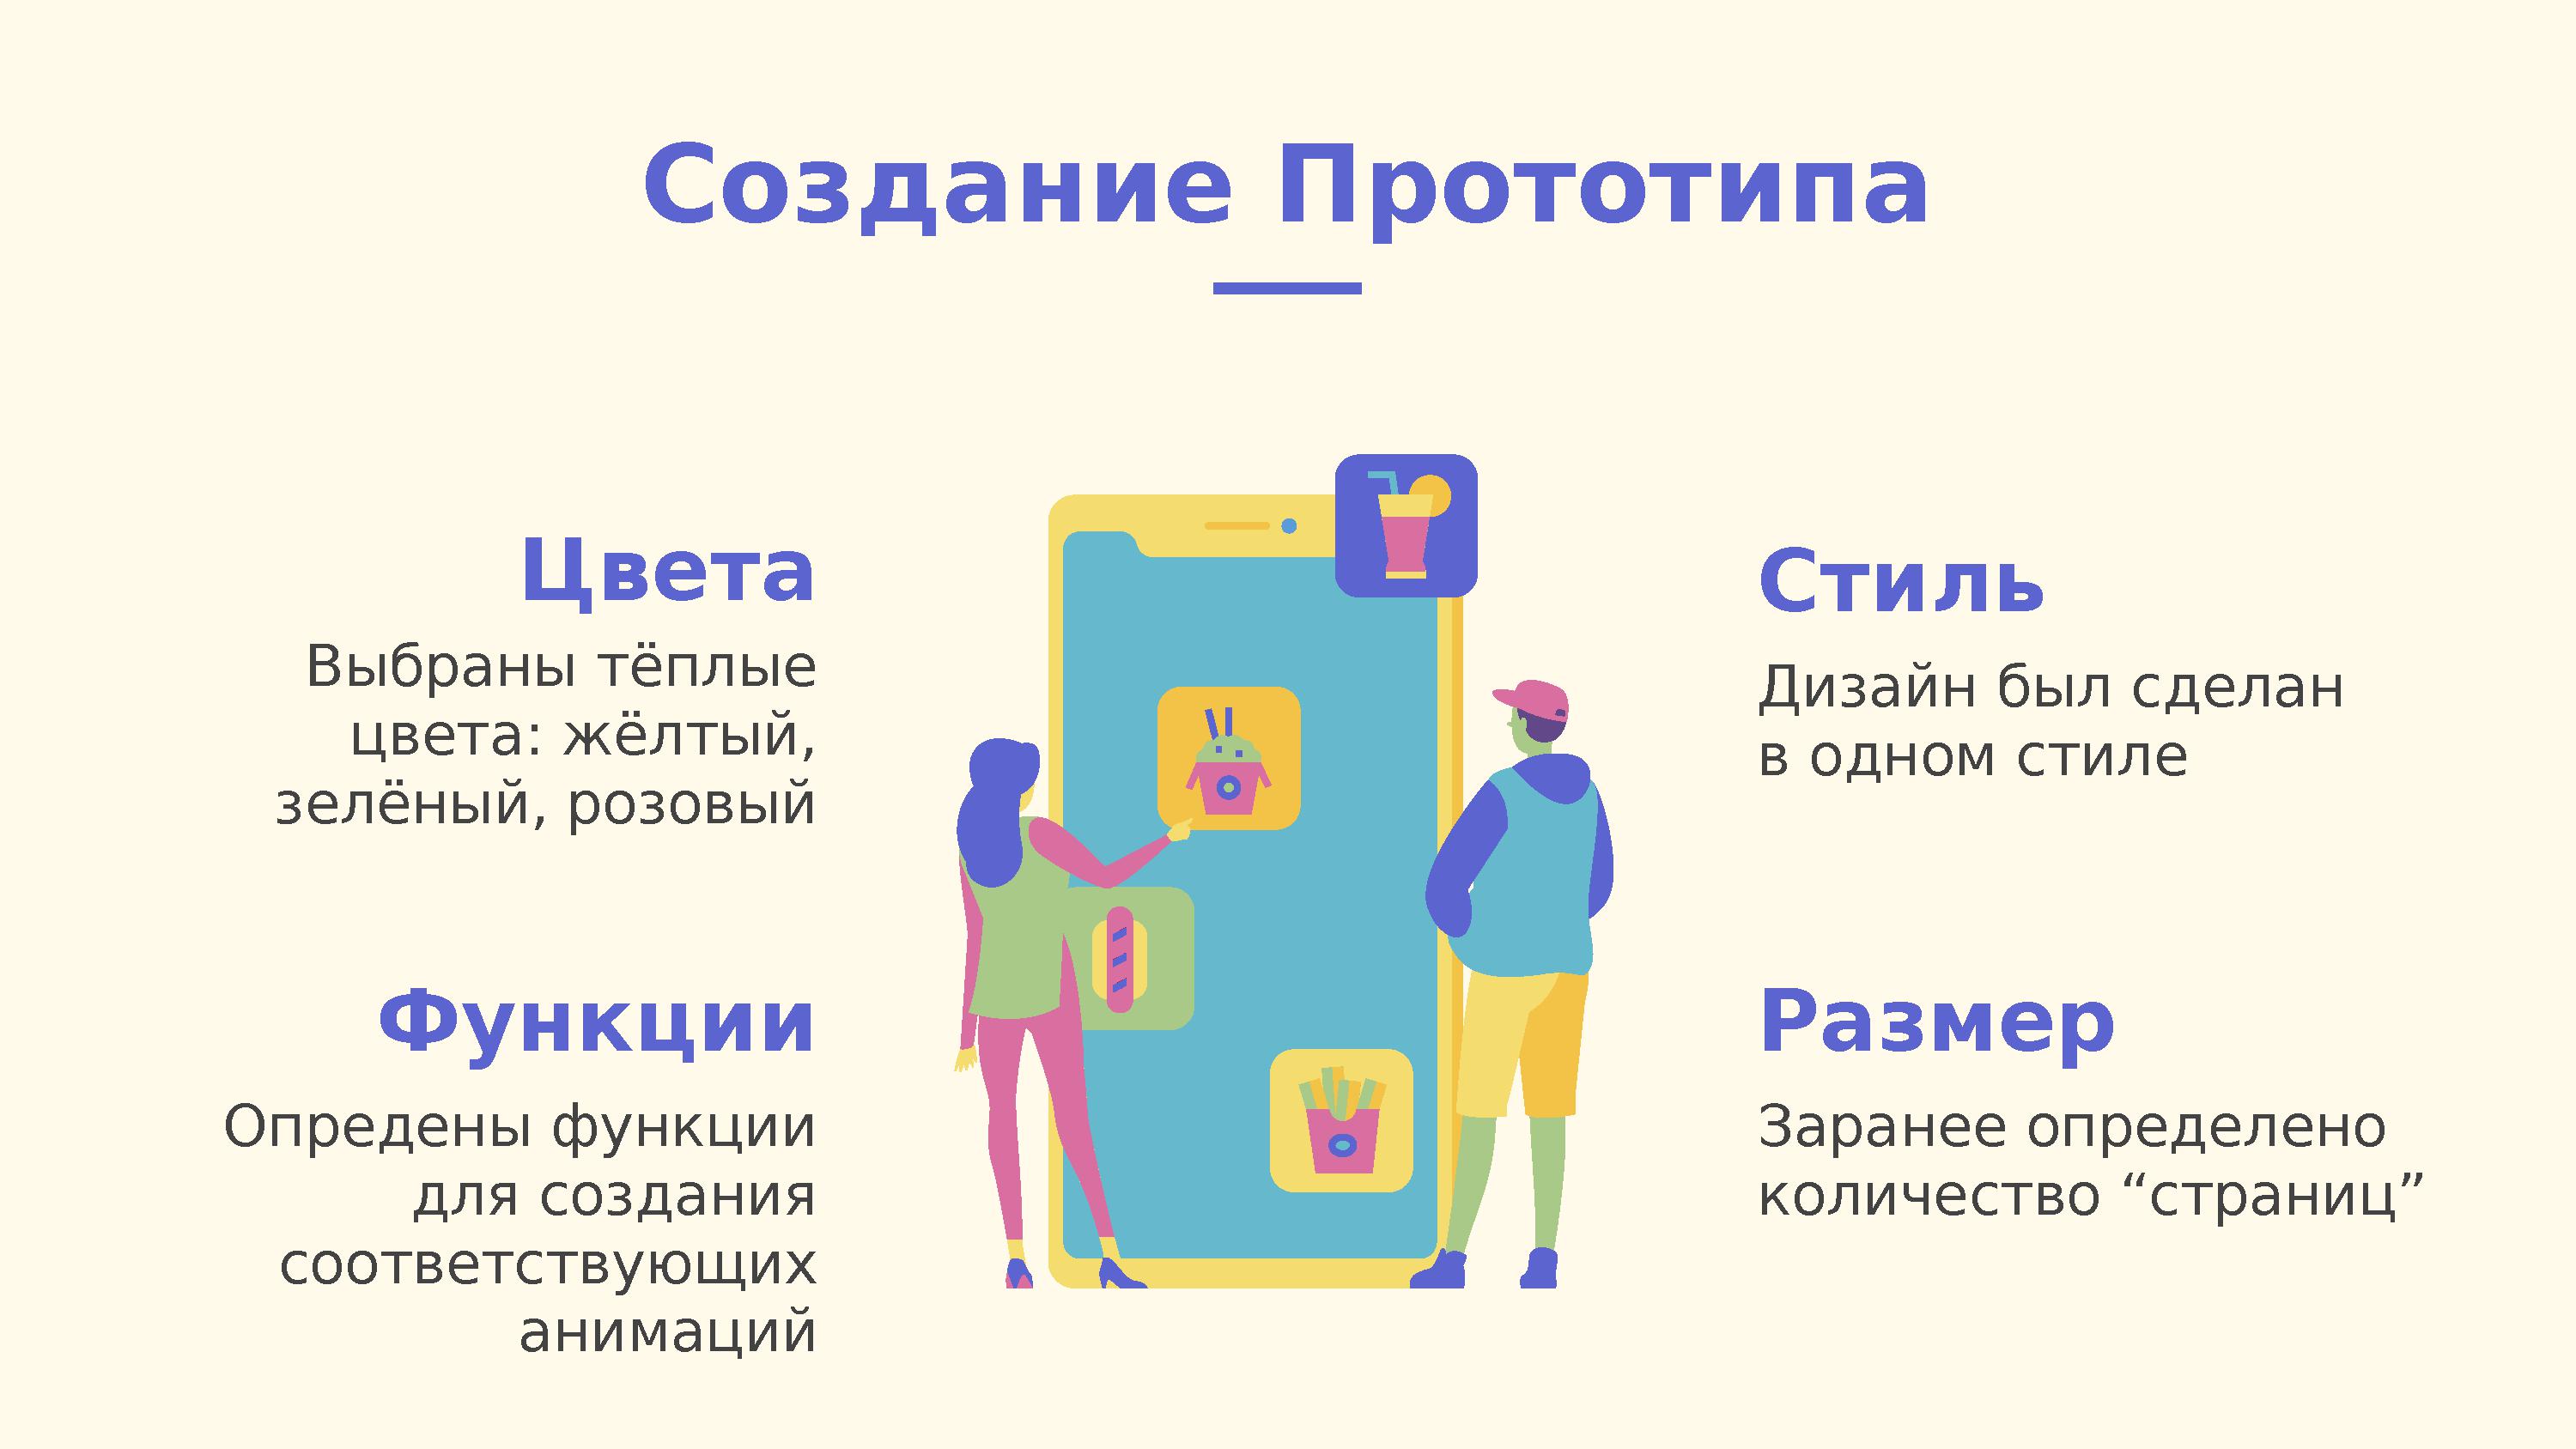 Создание Прототипа
Цвета
Выбраны тёплые
цвета: жёлтый,
зелёный, розовый
Стиль
Дизайн был сделан
в одном стиле
Функции
Опредены функции
для создания
соответствующих
анимаций
Размер
Заранее определено
количество “страниц”